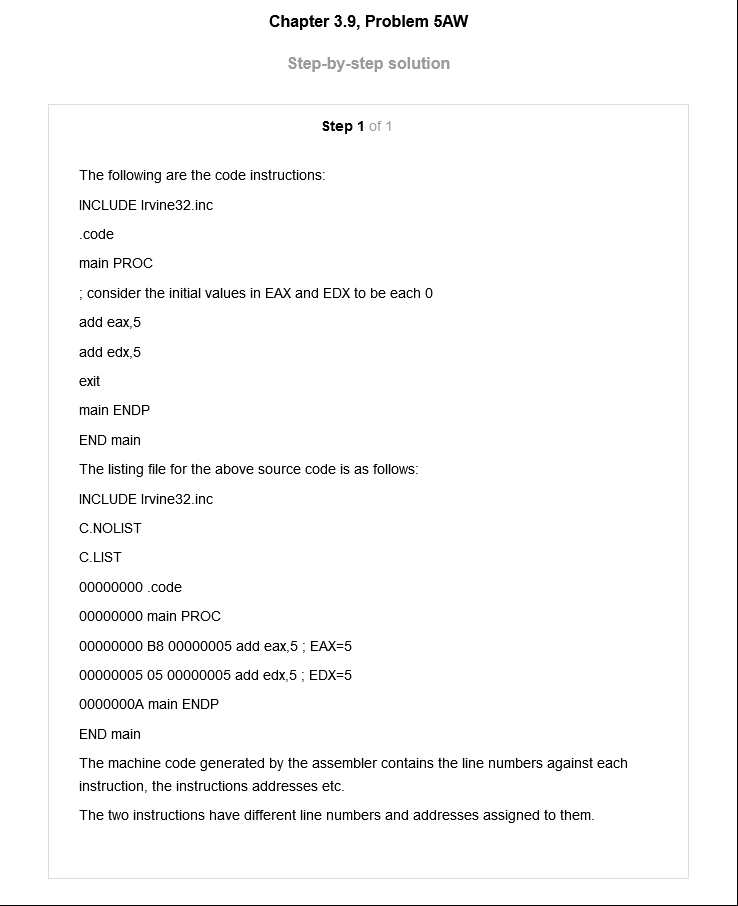 Chapter 3.9, Problem 5AW
Step-by-step solution
Step 1 of 1
The following are the code instructions:
INCLUDE Irvine32.inc
.code
main PROC
; consider the initial values in EAX and EDX to be each 0
add eax,5
add edx,5
exit
main ENDP
END main
The listing file for the above source code is as follows:
INCLUDE Irvine32.inc
C.NOLIST
C.LIST
00000000 .code
00000000 main PROC
00000000 B8 00000005 add eax,5 ; EAX=5
00000005 05 00000005 add edx,5 ; EDX=5
0000000A main ENDP
END main
The machine code generated by the assembler contains the line numbers against each
instruction, the instructions addresses etc.
The two instructions have different line numbers and addresses assigned to them.